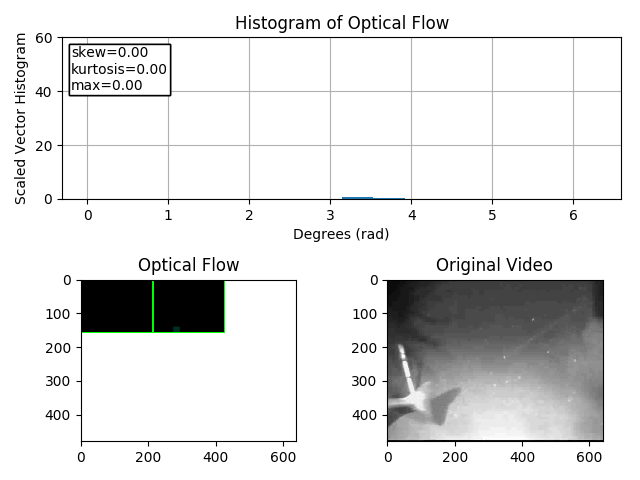 Histogram of Optical Flow
Scaled Vector Histogram
60
40
20
0
skew=0.00
kurtosis=0.00
max=0.00
0 1 2 3 4 5 6
Degrees (rad)
Optical Flow
0
100
200
300
400
0 200 400 600
Original Video
0
100
200
300
400
0 200 400 600